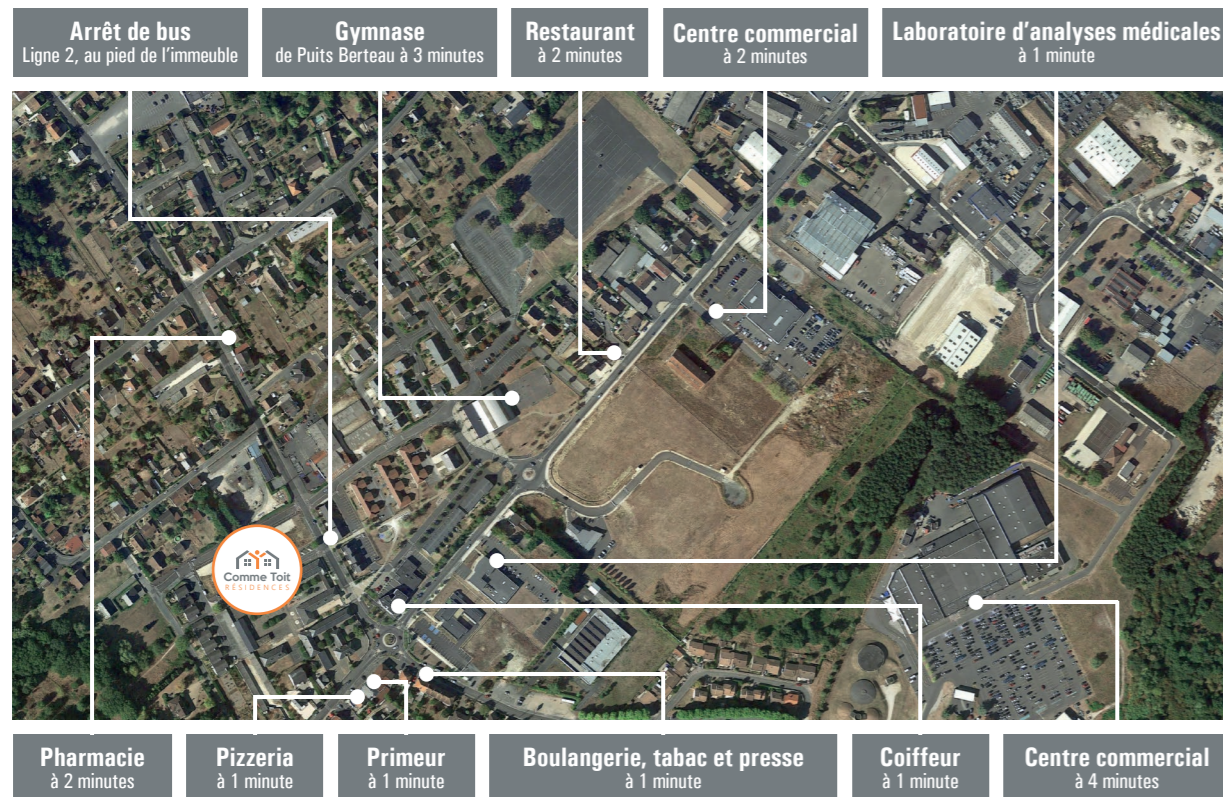 Arrêt de bus
Ligne 2, au pied de l'immeuble
Gymnase
de Puits Berteau à 3 minutes
Restaurant
à 2 minutes
Centre commercial
à 2 minutes
Laboratoire d'analyses médicales
à 1 minute
Comme Toit
RÉSIDENCES
Pharmacie
à 2 minutes
Pizzeria
à 1 minute
Primeur
à 1 minute
Boulangerie, tabac et presse
à 1 minute
Coiffeur
à 1 minute
Centre commercial
à 4 minutes